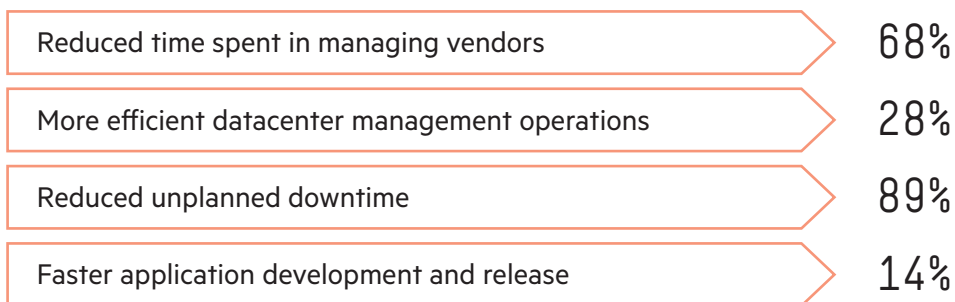 Reduced time spent in managing vendors 68%
More efficient datacenter management operations 28%
Reduced unplanned downtime 89%
Faster application development and release 14%